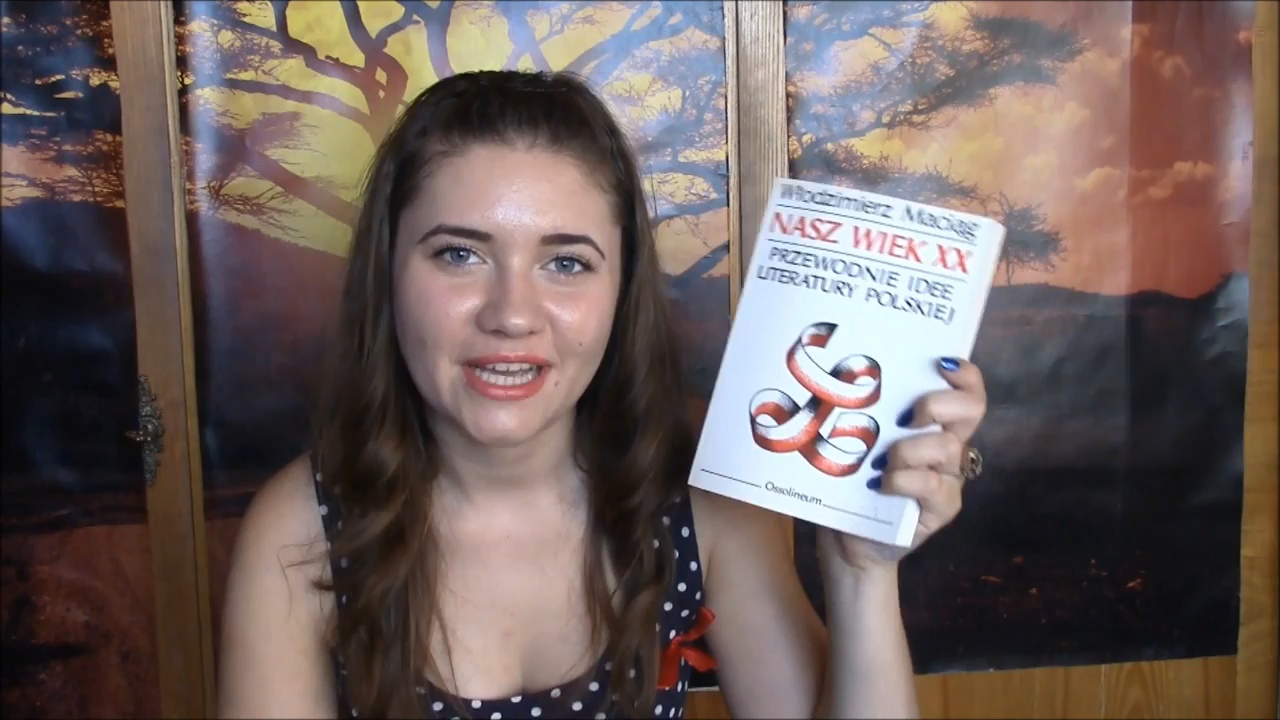 Włodzimierz Maciąg
NASZ WIEK XX
PRZEWODNIE IDEE
LITERATURY POLSKIEJ
Ossolineum